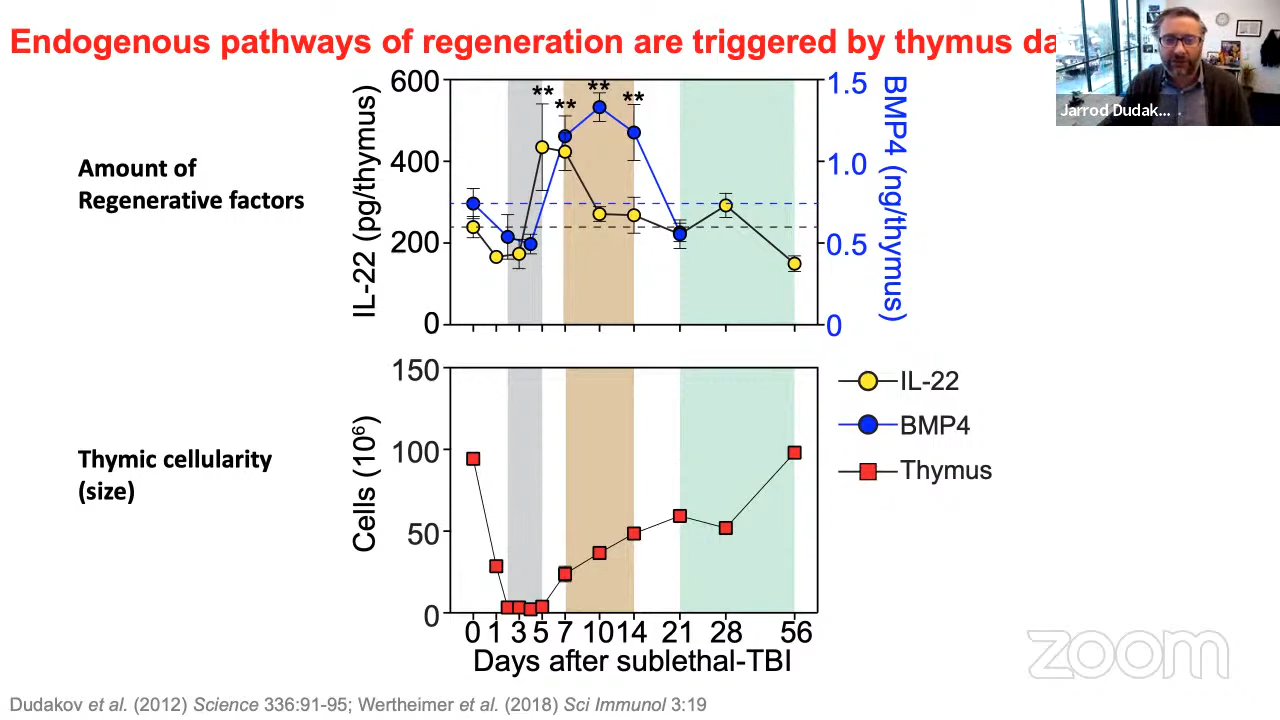 Endogenous pathways of regeneration are triggered by thymus da
Jarrod Dudak...
Amount of
Regenerative factors
IL-22 (pg/thymus)
600
400
200
0
** ** ** **
1.5
1.0
0.5
0
BMP4 (ng/thymus)
Thymic cellularity
(size)
Cells (10⁶)
150
100
50
0
0 1 3 5 7 10 14 21 28 56
Days after sublethal-TBI
IL-22
BMP4
Thymus
zoom
Dudakov et al. (2012) Science 336:91-95; Wertheimer et al. (2018) Sci Immunol 3:19